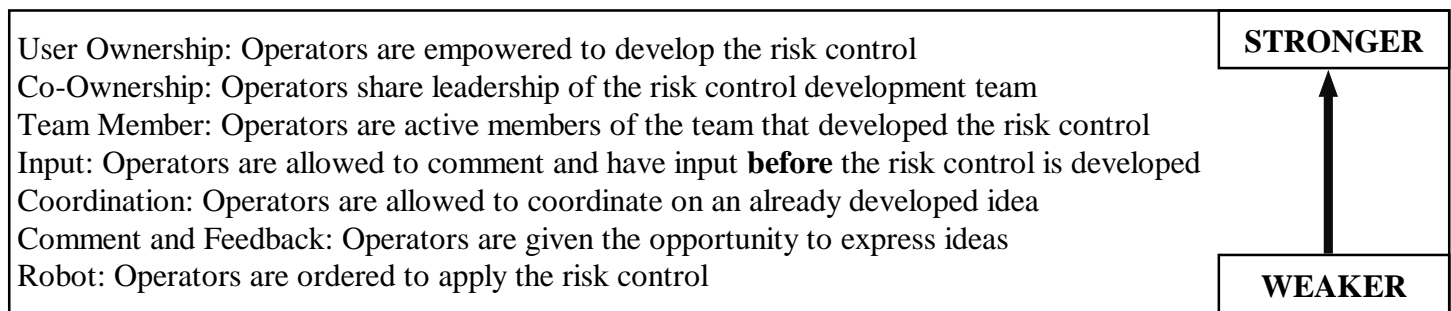 User Ownership: Operators are empowered to develop the risk control
Co-Ownership: Operators share leadership of the risk control development team
Team Member: Operators are active members of the team that developed the risk control
Input: Operators are allowed to comment and have input before the risk control is developed
Coordination: Operators are allowed to coordinate on an already developed idea
Comment and Feedback: Operators are given the opportunity to express ideas
Robot: Operators are ordered to apply the risk control
STRONGER
WEAKER